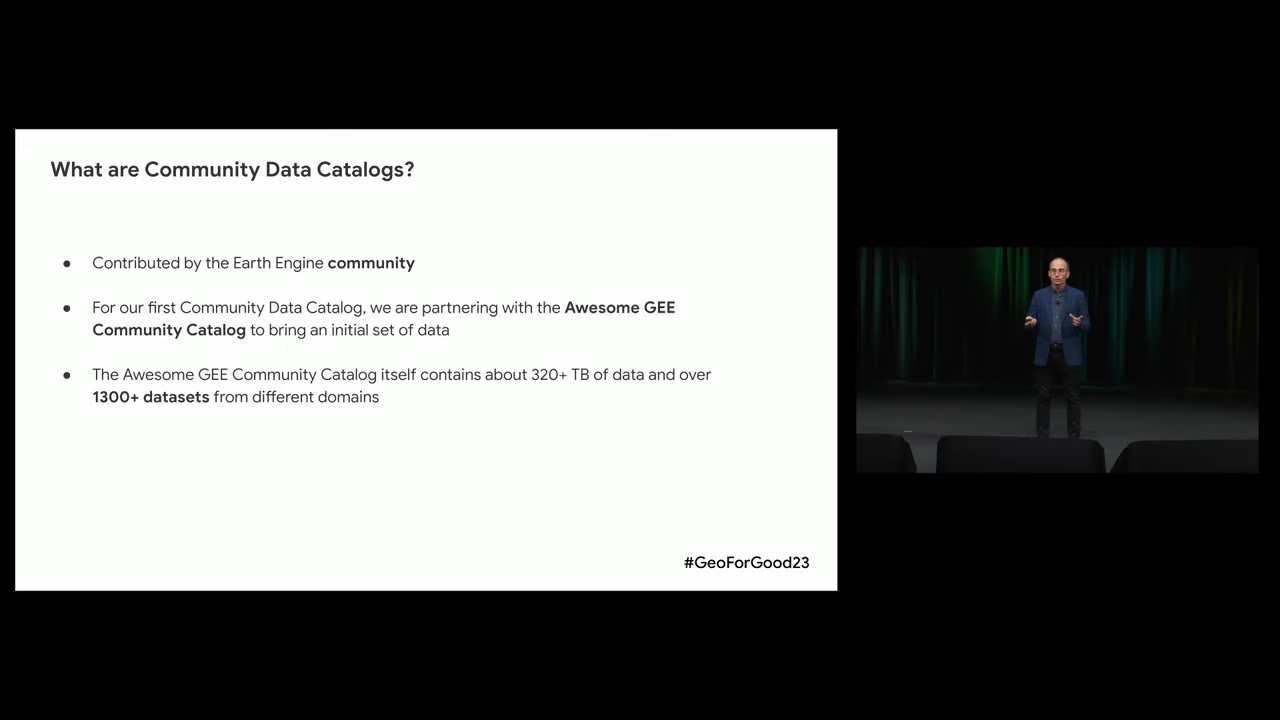 What are Community Data Catalogs?
● Contributed by the Earth Engine community
● For our first Community Data Catalog, we are partnering with the Awesome GEE
Community Catalog to bring an initial set of data
● The Awesome GEE Community Catalog itself contains about 320+ TB of data and over
1300+ datasets from different domains
#GeoForGood23